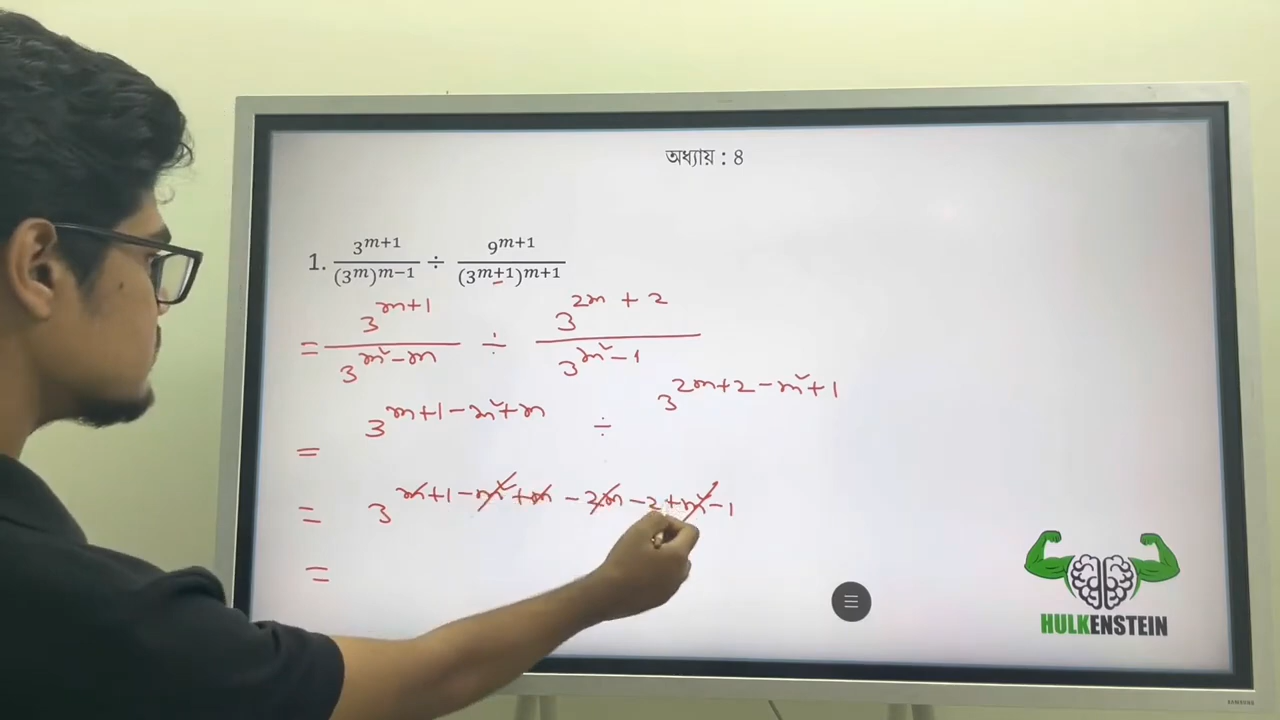 অধ্যায় : 8
1. 3^{m+1}/(3^m)^{m-1} ÷ 9^{m+1}/(3^{m+1})^{m+1}
= 3^{m+1}/3^{m²-m} ÷ 3^{2m+2}/3^{m²-1}
= 3^{m+1-m²+m} ÷ 3^{2m+2-m²+1}
= 3^{m+1-m²+m-2m-2+m²-1}
=
HULKENSTEIN
SAMSUNG